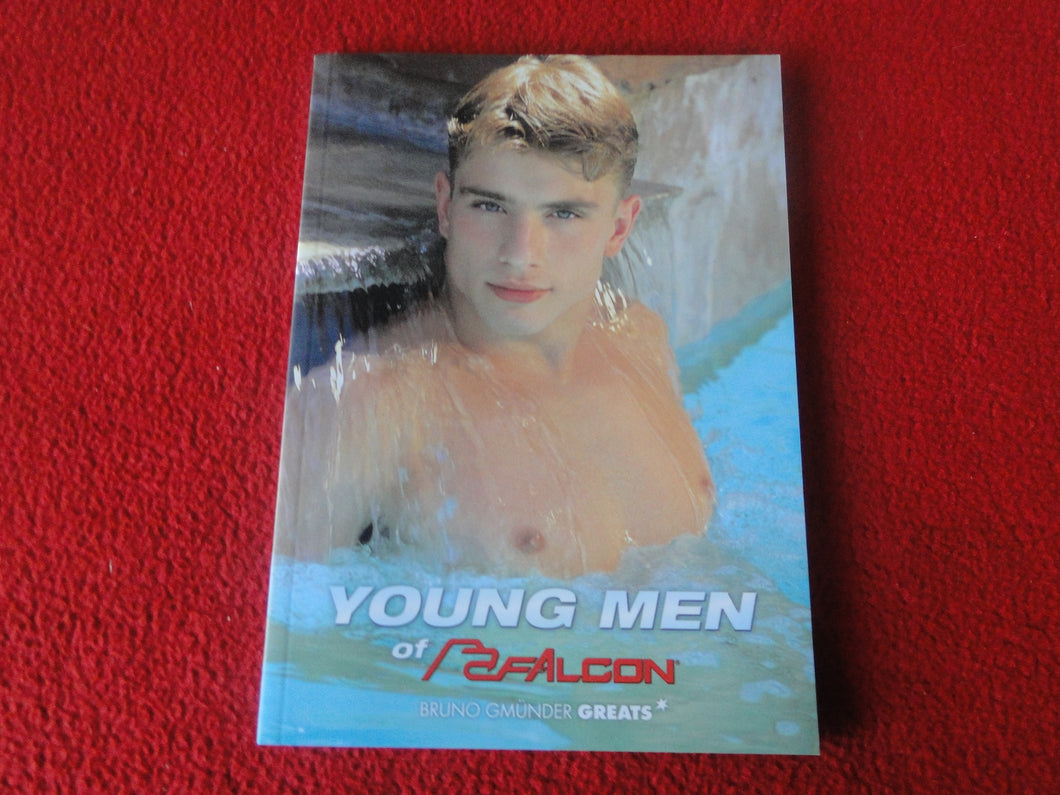 YOUNG MEN
of FALCON®
BRUNO GMÜNDER GREATS*